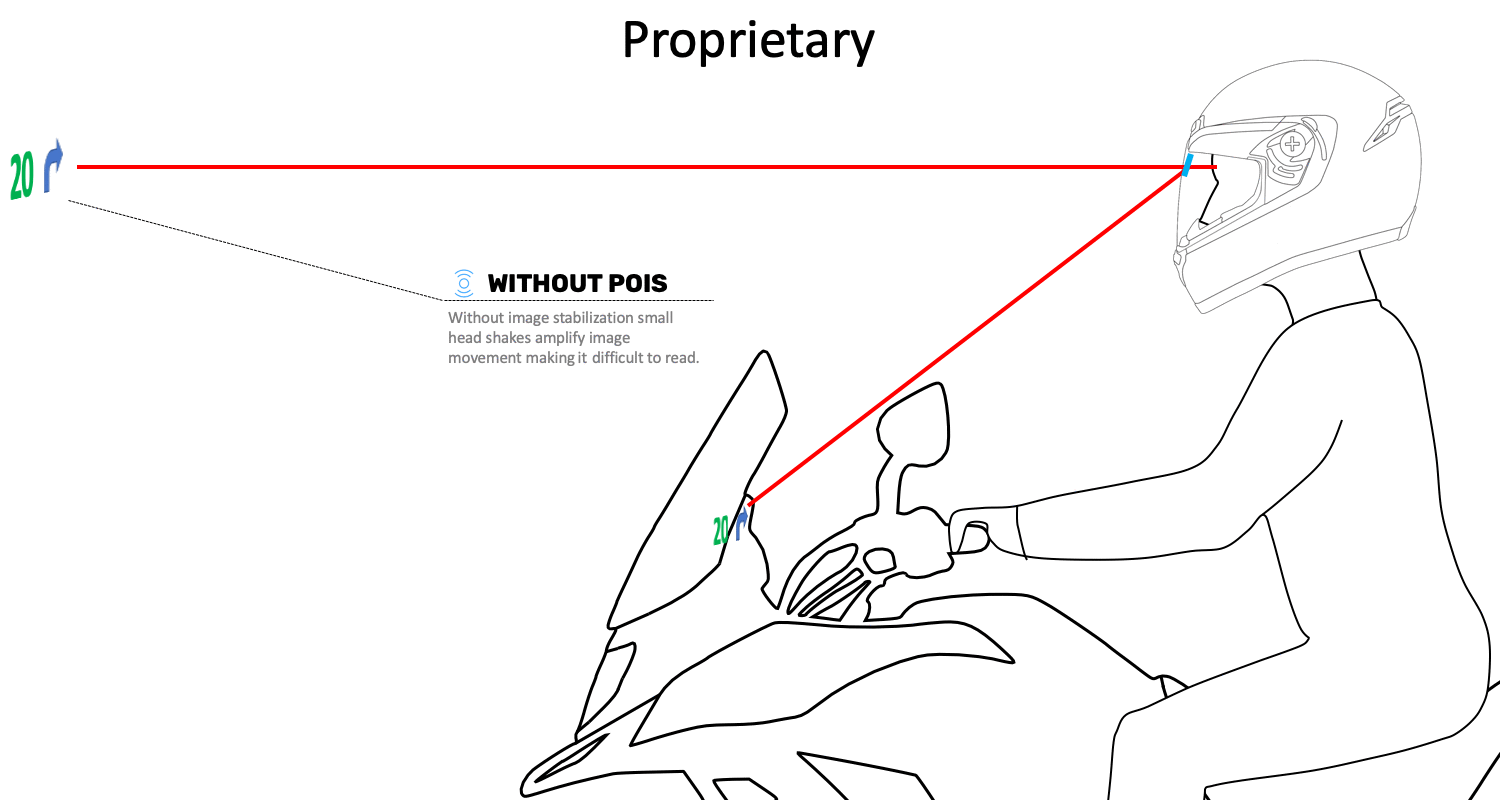 Proprietary
20
WITHOUT POIS
Without image stabilization small
head shakes amplify image
movement making it difficult to read.
20